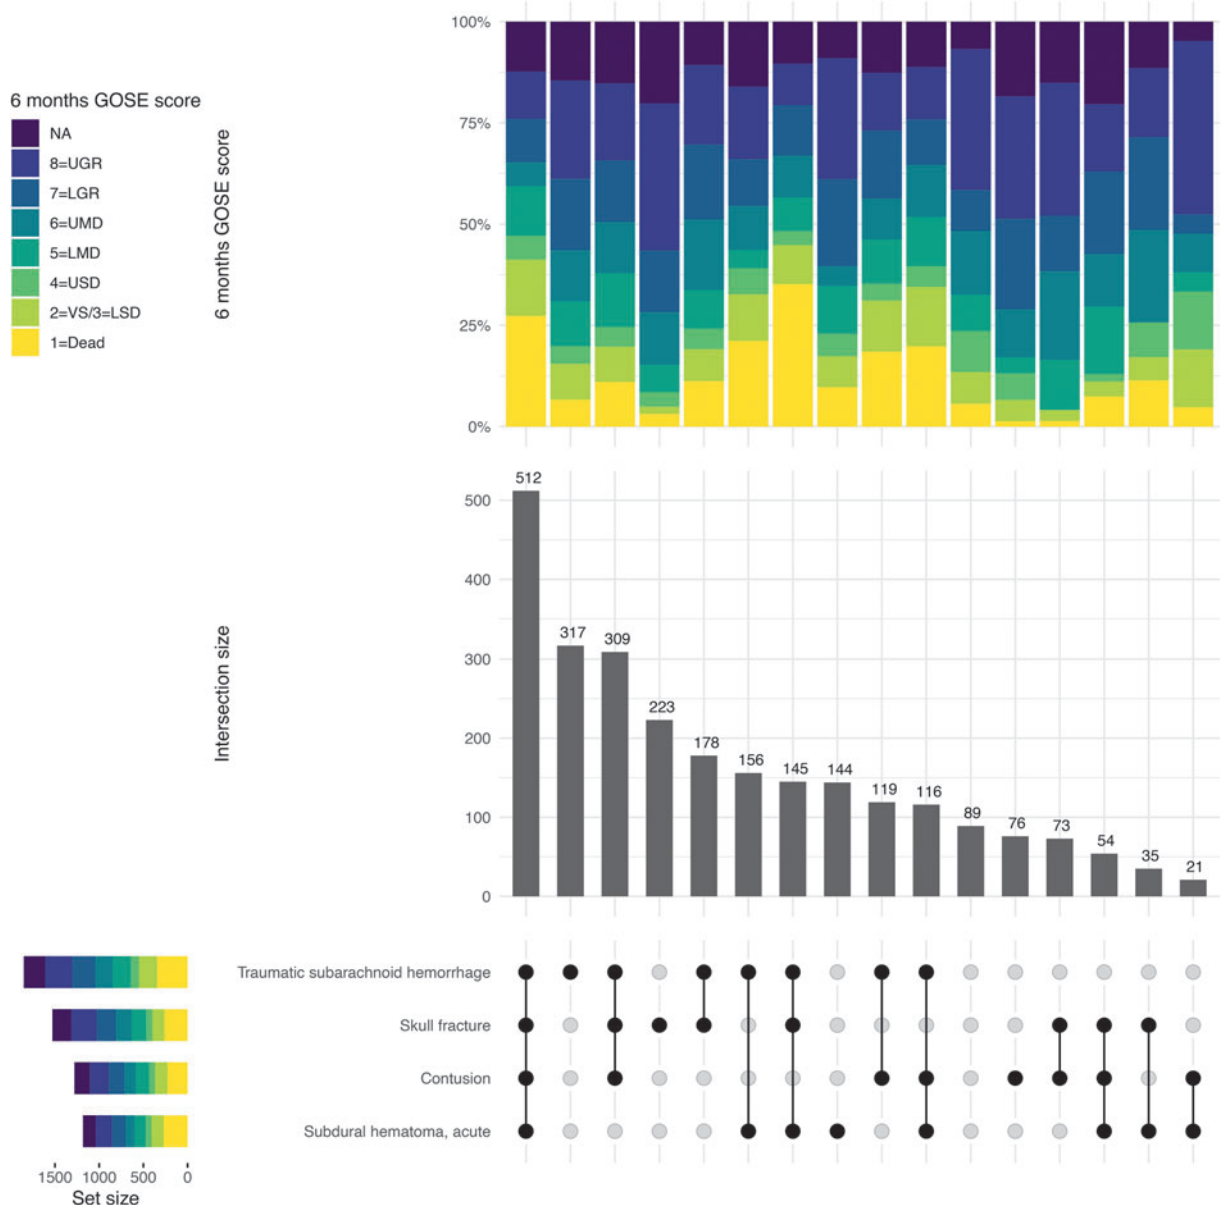 6 months GOSE score
NA
8=UGR
7=LGR
6=UMD
5=LMD
4=USD
2=VS/3=LSD
1=Dead
6 months GOSE score
100%
75%
50%
25%
0%
Intersection size
500
400
300
200
100
0
512
317
309
223
178
156
145
144
119
116
89
76
73
54
35
21
Traumatic subarachnoid hemorrhage
Skull fracture
Contusion
Subdural hematoma, acute
1500 1000 500 0
Set size